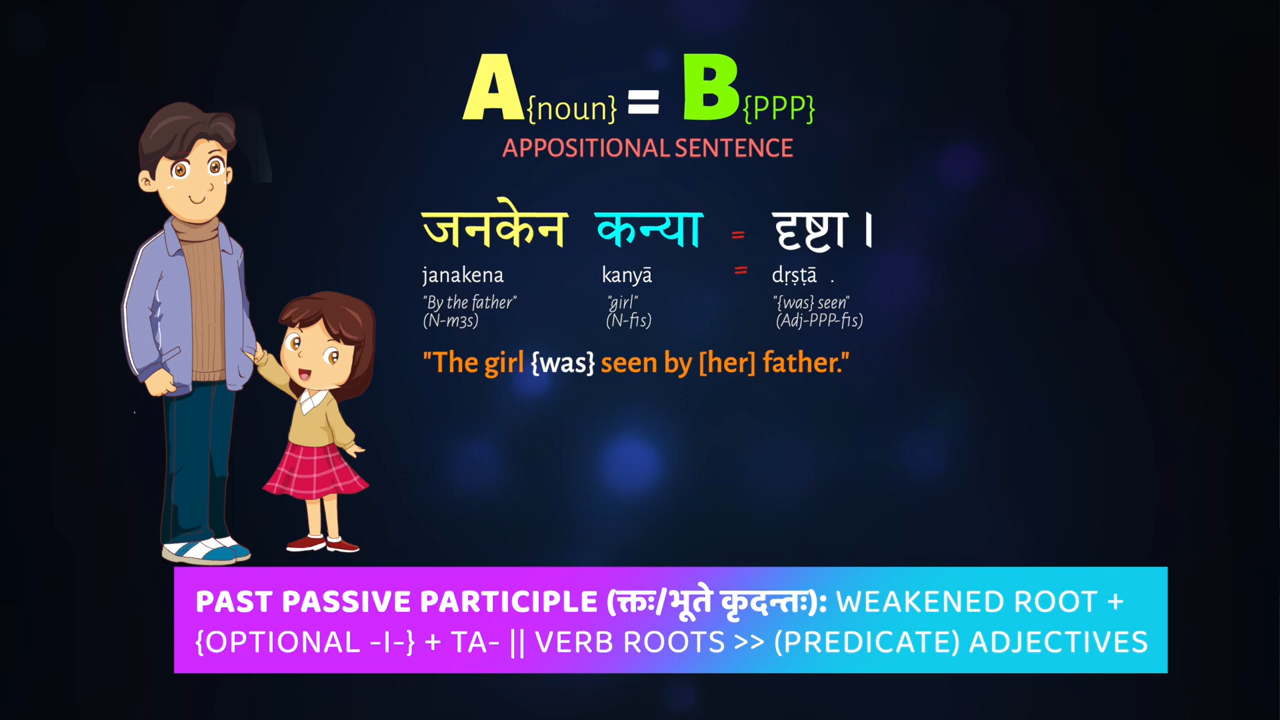 A{noun} = B{PPP}
APPOSITIONAL SENTENCE
जनकेन कन्या = दृष्टा ।
janakena kanyā = dṛṣṭā .
"By the father" "girl" "{was} seen"
(N-m3s) (N-f1s) (Adj-PPP-f1s)
"The girl {was} seen by [her] father."
PAST PASSIVE PARTICIPLE (क्तः/भूते कृदन्तः): WEAKENED ROOT +
{OPTIONAL -I-} + TA- || VERB ROOTS >> (PREDICATE) ADJECTIVES